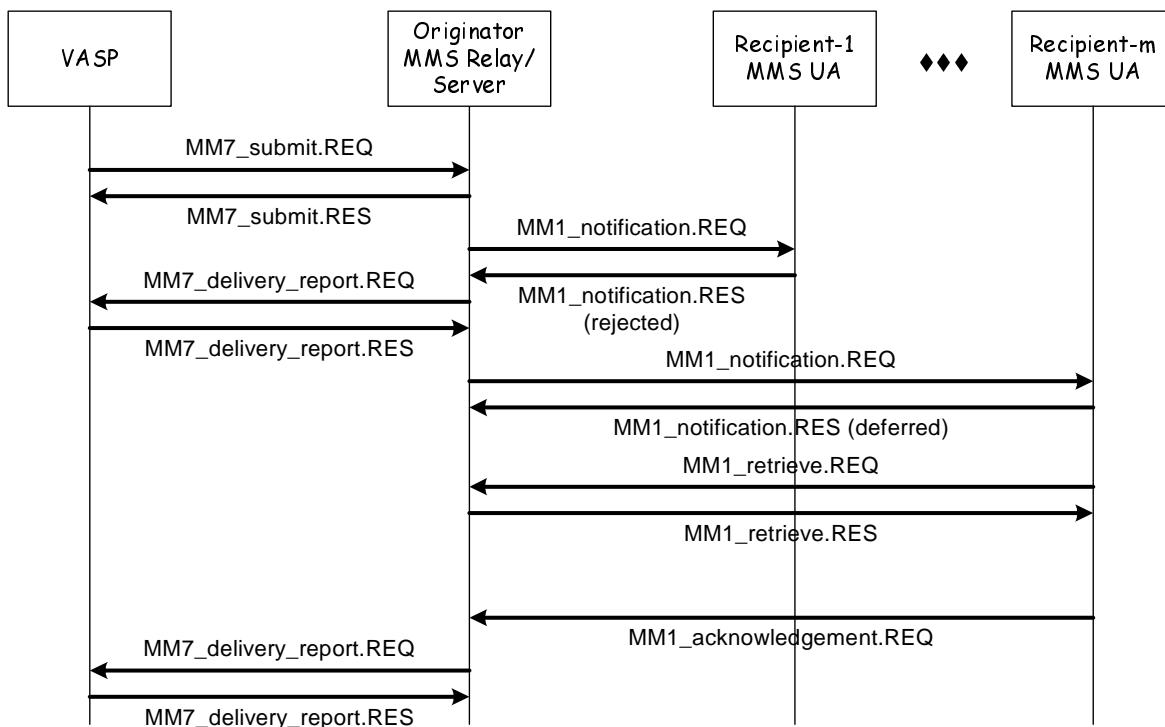 VASP
Originator
MMS Relay/
Server
Recipient-1
MMS UA
Recipient-m
MMS UA
MM7_submit.REQ
MM7_submit.RES
MM1_notification.REQ
MM7_delivery_report.REQ
MM1_notification.RES
(rejected)
MM7_delivery_report.RES
MM1_notification.REQ
MM1_notification.RES (deferred)
MM1_retrieve.REQ
MM1_retrieve.RES
MM1_acknowledgement.REQ
MM7_delivery_report.REQ
MM7_delivery_report.RES